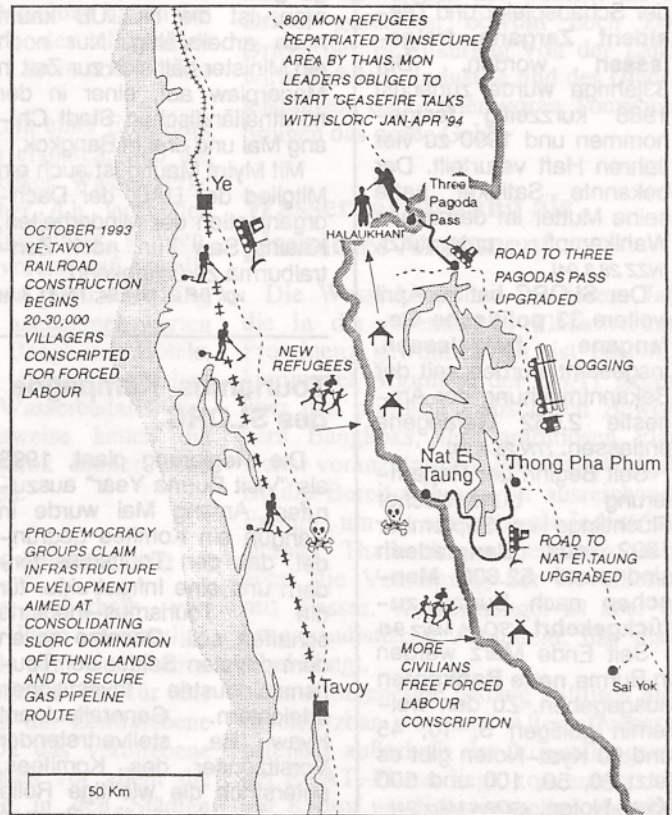 800 MON REFUGEES
REPATRIATED TO INSECURE
AREA BY THAIS, MON
LEADERS OBLIGED TO
START "CEASEFIRE TALKS
WITH SLORC" JAN-APR '94
Ye
Three
Pagoda
Pass
HALAUKHANI
OCTOBER 1993
YE-TAVOY
RAILROAD
CONSTRUCTION
BEGINS
20-30,000
VILLAGERS
CONSCRIPTED
FOR FORCED
LABOUR
ROAD TO THREE
PAGODA PASS
UPGRADED
NEW
REFUGEES
LOGGING
Nat Ei
Taung
Thong Pha Phum
PRO-DEMOCRACY
GROUPS CLAIM
INFRASTRUCTURE
DEVELOPMENT
AIMED AT
CONSOLIDATING
SLORC DOMINATION
OF ETHNIC LANDS
AND TO SECURE
GAS PIPELINE
ROUTE
ROAD TO
NAT EI TAUNG
UPGRADED
MORE
CIVILIANS
FREE FORCED
LABOUR
CONSCRIPTION
Sai Yok
Tavoy
50 Km